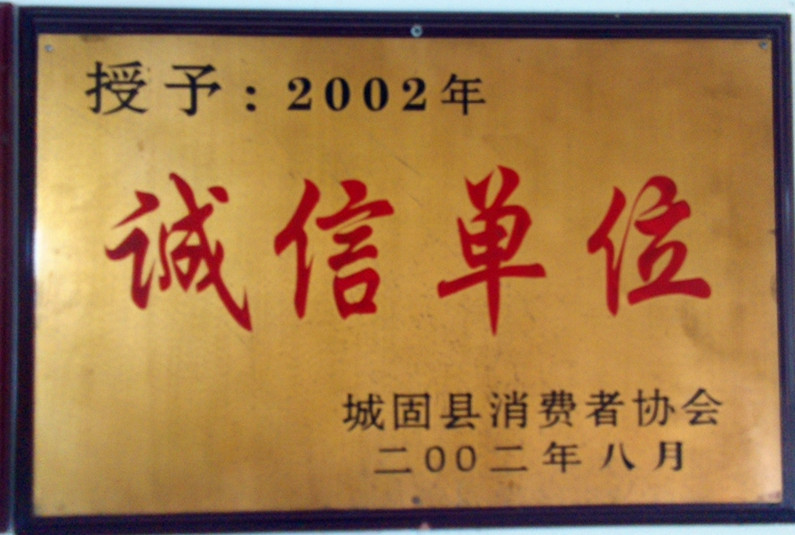 授予:2002年
诚信单位
城固县消费者协会
二00二年八月